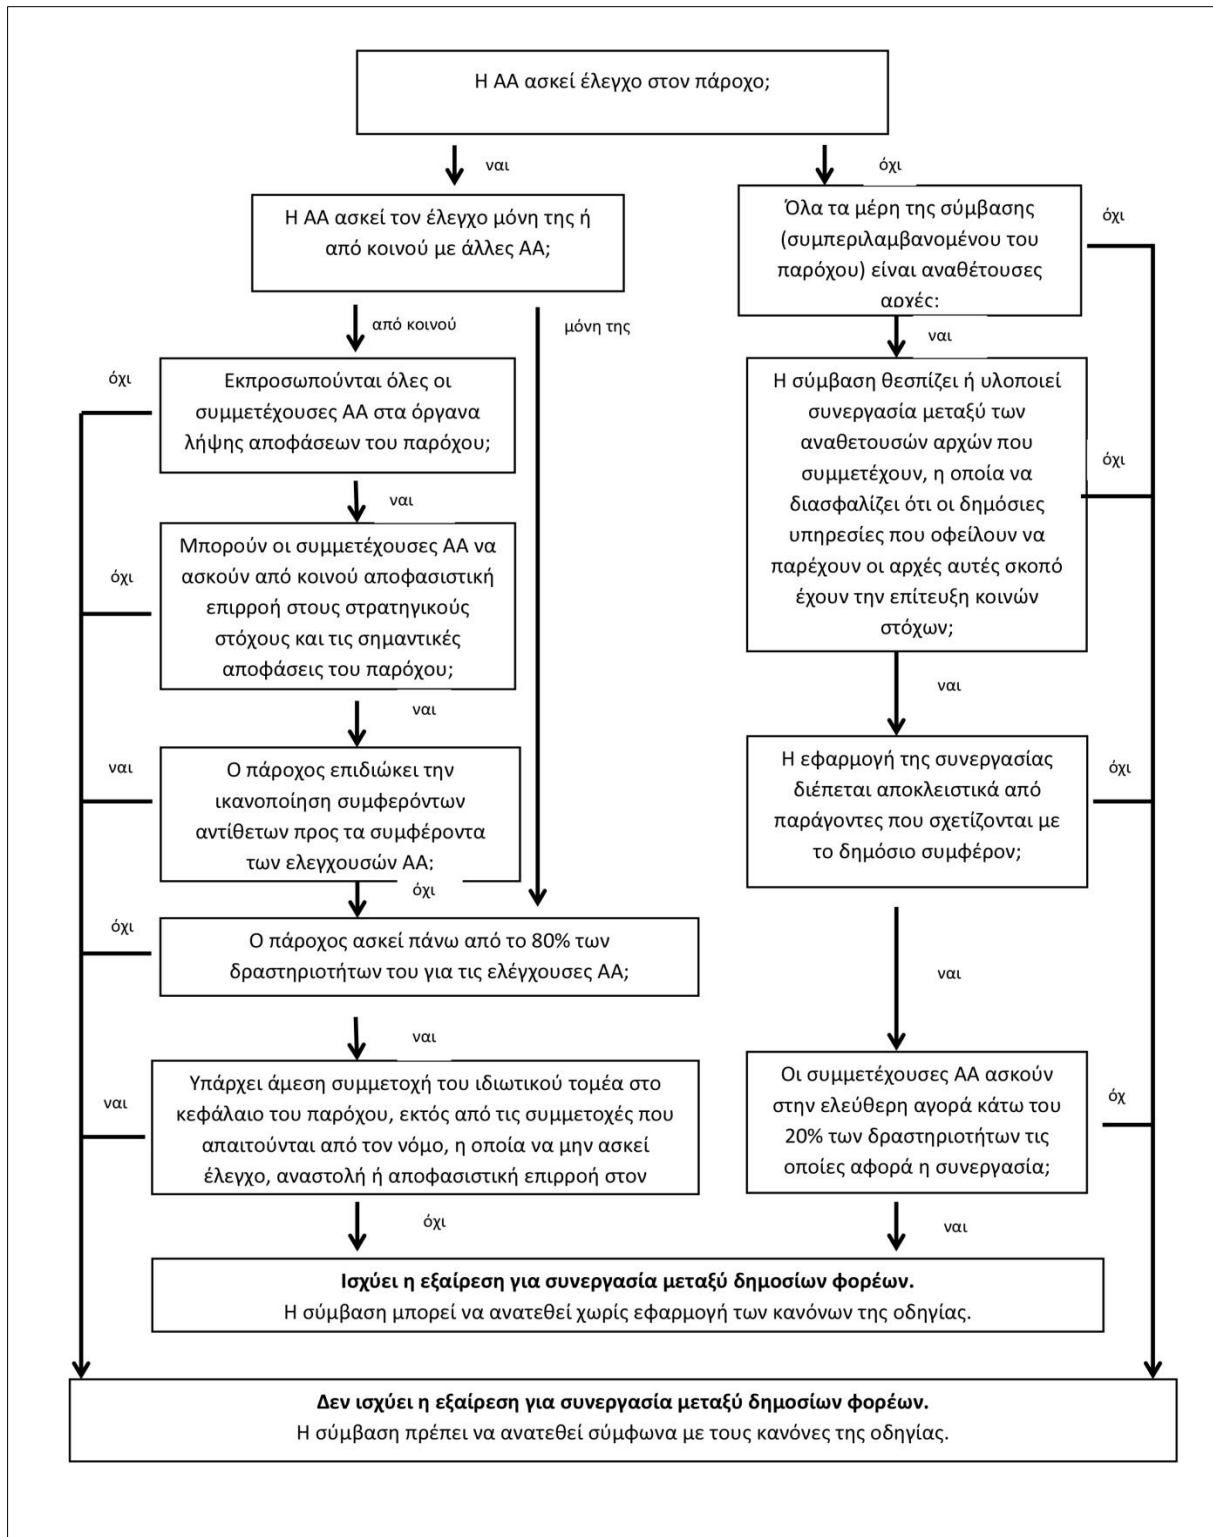 Η ΑΑ ασκεί έλεγχο στον πάροχο;
ναι
όχι
Η ΑΑ ασκεί τον έλεγχο μόνη της ή
από κοινού με άλλες ΑΑ;
Όλα τα μέρη της σύμβασης
(συμπεριλαμβανομένου του
παρόχου) είναι αναθέτουσες
αρχές;
όχι
από κοινού
μόνη της
ναι
όχι
Εκπροσωπούνται όλες οι
συμμετέχουσες ΑΑ στα όργανα
λήψης αποφάσεων του παρόχου;
Η σύμβαση θεσπίζει ή υλοποιεί
συνεργασία μεταξύ των
αναθετουσών αρχών που
συμμετέχουν, η οποία να
διασφαλίζει ότι οι δημόσιες
υπηρεσίες που οφείλουν να
παρέχουν οι αρχές αυτές σκοπό
έχουν την επίτευξη κοινών
στόχων;
όχι
ναι
όχι
Μπορούν οι συμμετέχουσες ΑΑ να
ασκούν από κοινού αποφασιστική
επιρροή στους στρατηγικούς
στόχους και τις σημαντικές
αποφάσεις του παρόχου;
ναι
ναι
ναι
Ο πάροχος επιδιώκει την
ικανοποίηση συμφερόντων
αντίθετων προς τα συμφέροντα
των ελεγχουσών ΑΑ;
Η εφαρμογή της συνεργασίας
διέπεται αποκλειστικά από
παράγοντες που σχετίζονται με
το δημόσιο συμφέρον;
όχι
όχι
όχι
Ο πάροχος ασκεί πάνω από το 80% των
δραστηριοτήτων του για τις ελέγχουσες ΑΑ;
ναι
ναι
ναι
Υπάρχει άμεση συμμετοχή του ιδιωτικού τομέα στο
κεφάλαιο του παρόχου, εκτός από τις συμμετοχές που
απαιτούνται από τον νόμο, η οποία να μην ασκεί
έλεγχο, αναστολή ή αποφασιστική επιρροή στον
Οι συμμετέχουσες ΑΑ ασκούν
στην ελεύθερη αγορά κάτω του
20% των δραστηριοτήτων τις
οποίες αφορά η συνεργασία;
όχ
όχι
ναι
Ισχύει η εξαίρεση για συνεργασία μεταξύ δημοσίων φορέων.
Η σύμβαση μπορεί να ανατεθεί χωρίς εφαρμογή των κανόνων της οδηγίας.
Δεν ισχύει η εξαίρεση για συνεργασία μεταξύ δημοσίων φορέων.
Η σύμβαση πρέπει να ανατεθεί σύμφωνα με τους κανόνες της οδηγίας.